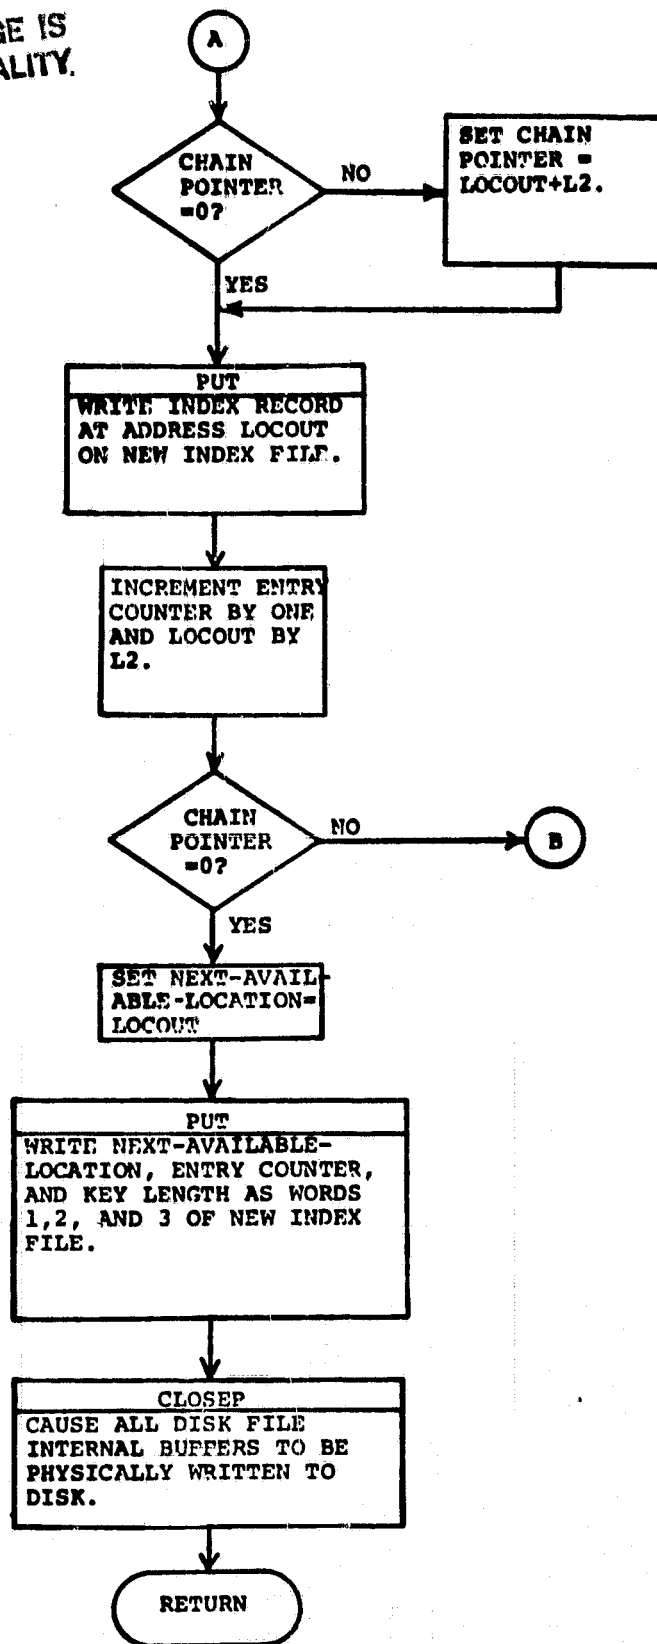 GE IS
ALITY.
A
CHAIN
POINTER
=0?
NO
SET CHAIN
POINTER =
LOCOUT+L2.
YES
PUT
WRITE INDEX RECORD
AT ADDRESS LOCOUT
ON NEW INDEX FILE.
INCREMENT ENTRY
COUNTER BY ONE
AND LOCOUT BY
L2.
CHAIN
POINTER
=0?
NO
B
YES
SET NEXT-AVAIL-
ABLE-LOCATION=
LOCOUT
PUT
WRITE NEXT-AVAILABLE-
LOCATION, ENTRY COUNTER,
AND KEY LENGTH AS WORDS
1,2, AND 3 OF NEW INDEX
FILE.
CLOSEP
CAUSE ALL DISK FILE
INTERNAL BUFFERS TO BE
PHYSICALLY WRITTEN TO
DISK.
RETURN